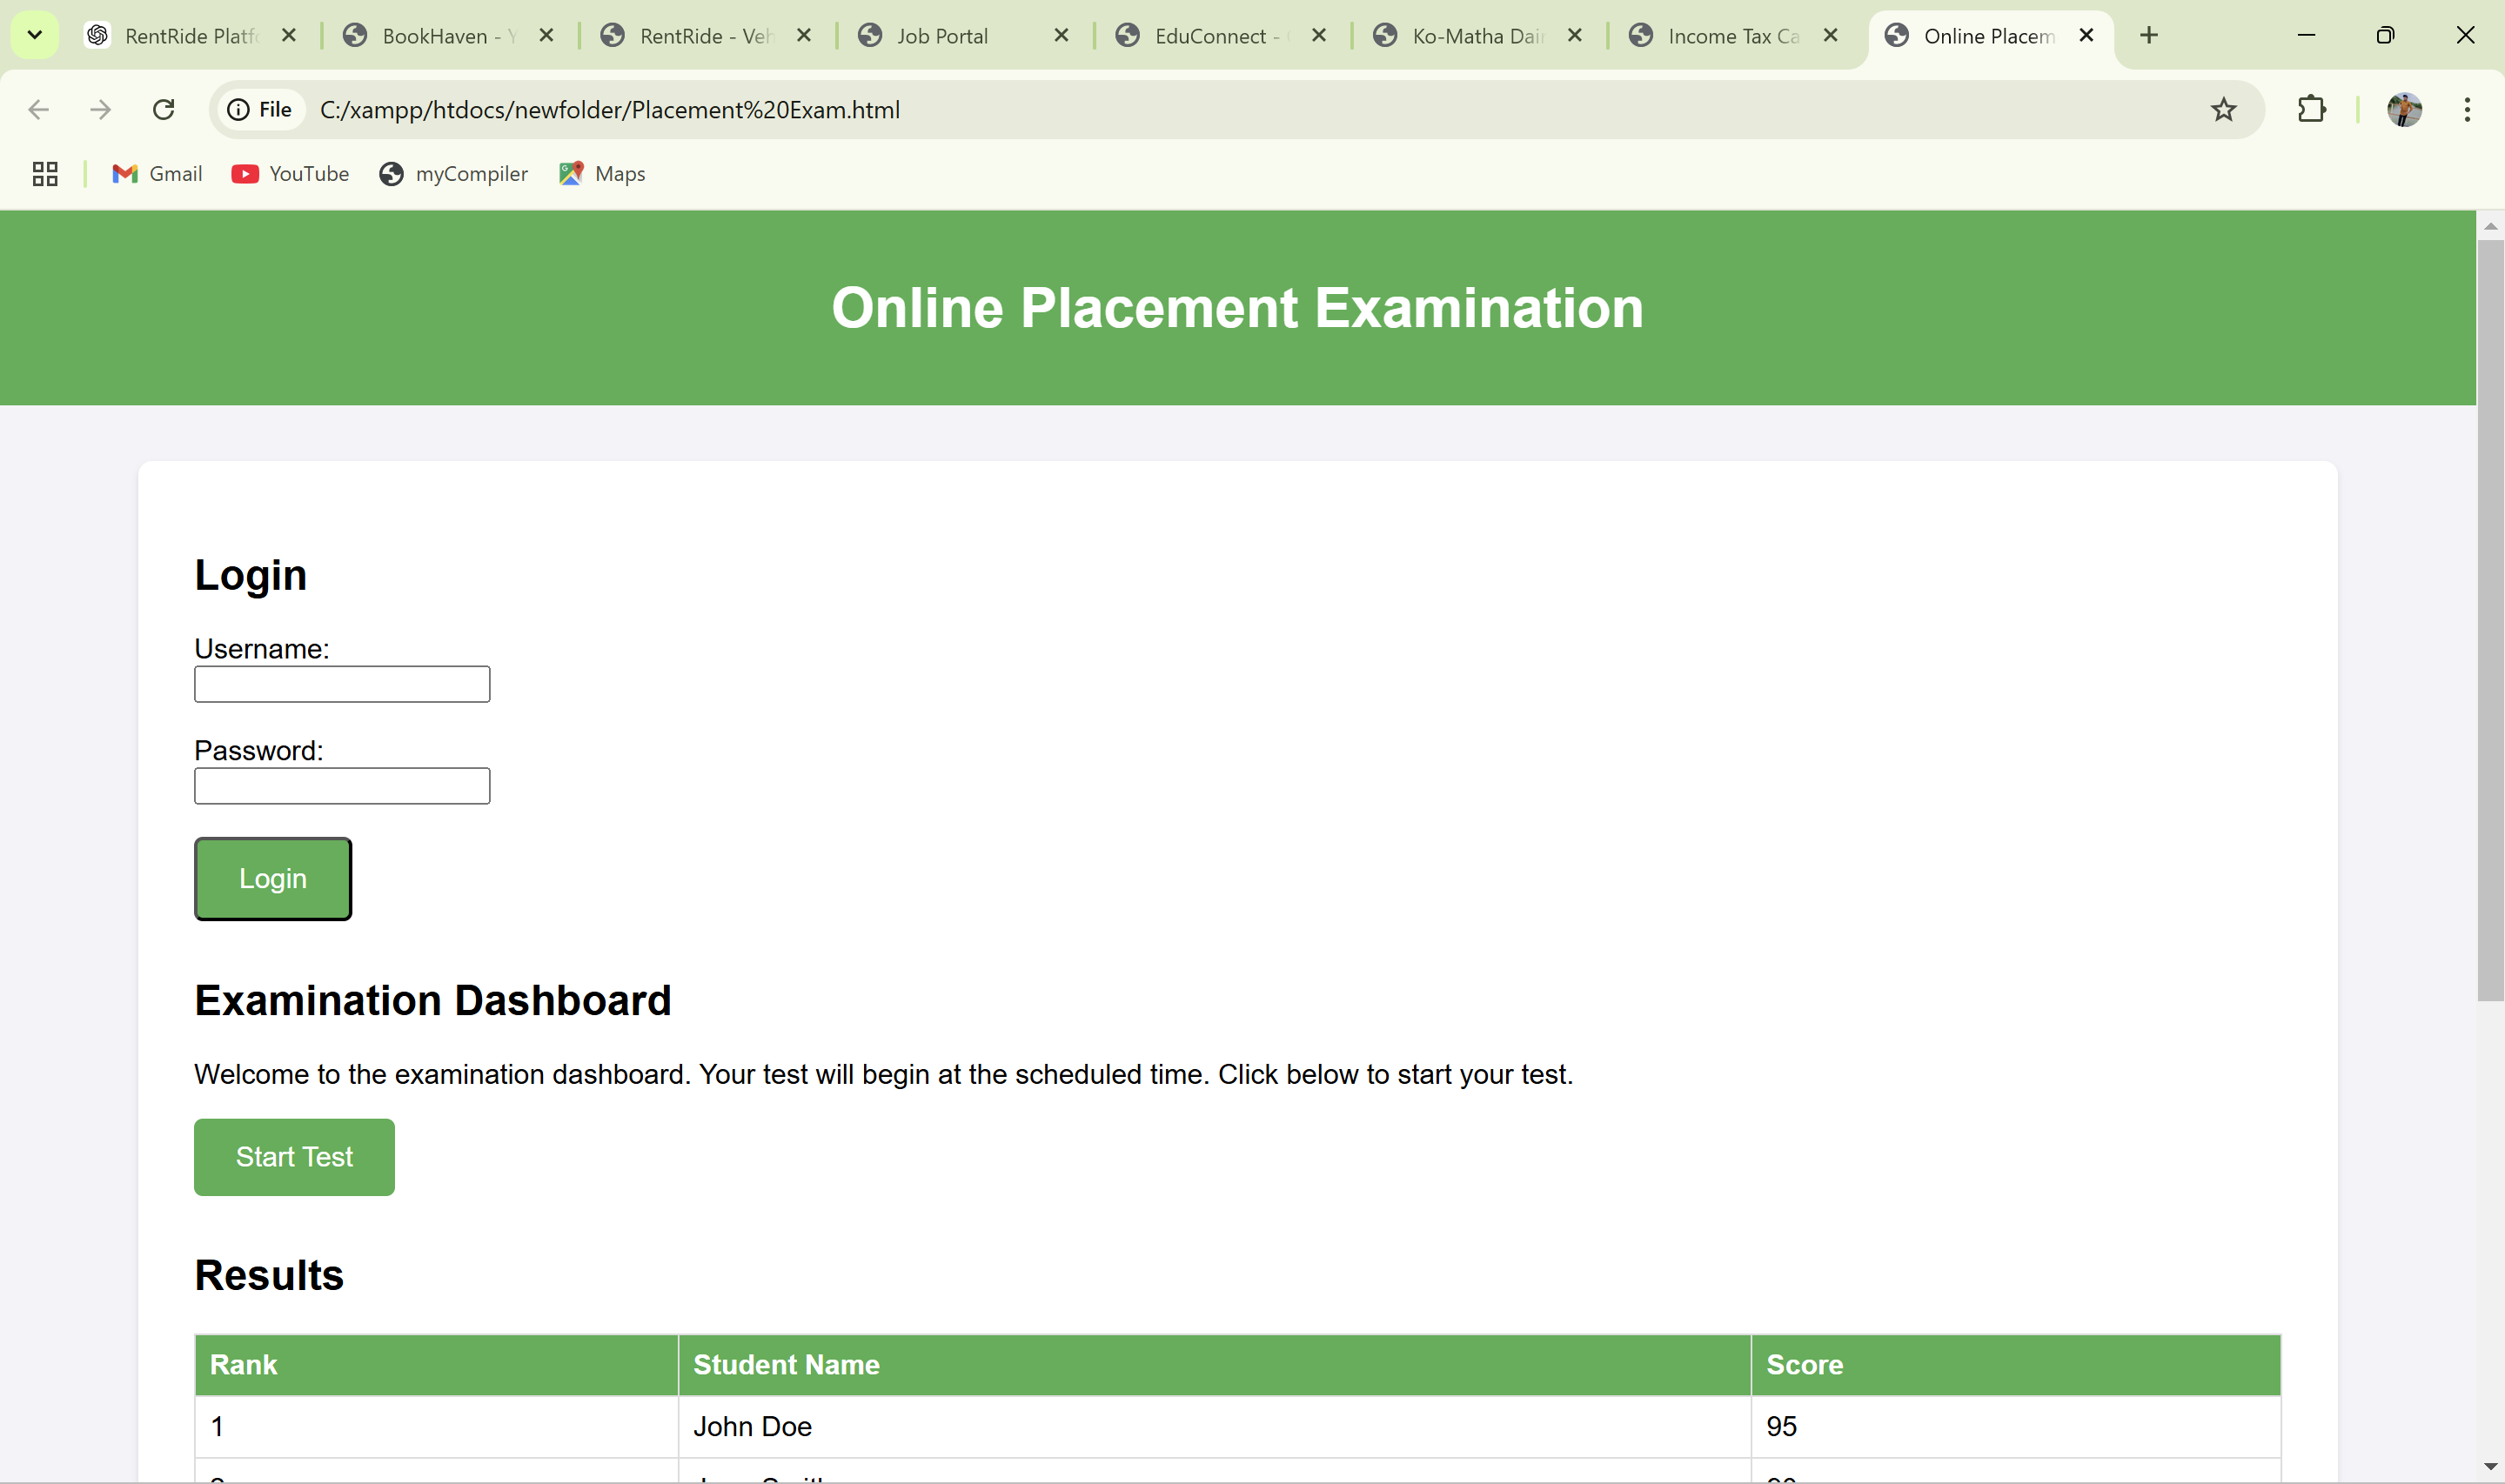 RentRide Platf
BookHaven -
RentRide - Veh
Job Portal
EduConnect -
Ko-Matha Dai
Income Tax Ca
Online Placem
File
C:/xampp/htdocs/newfolder/Placement%20Exam.html
Gmail
YouTube
myCompiler
Maps
Online Placement Examination
Login
Username:
Password:
Login
Examination Dashboard
Welcome to the examination dashboard. Your test will begin at the scheduled time. Click below to start your test.
Start Test
Results
Rank Student Name Score
1 John Doe 95